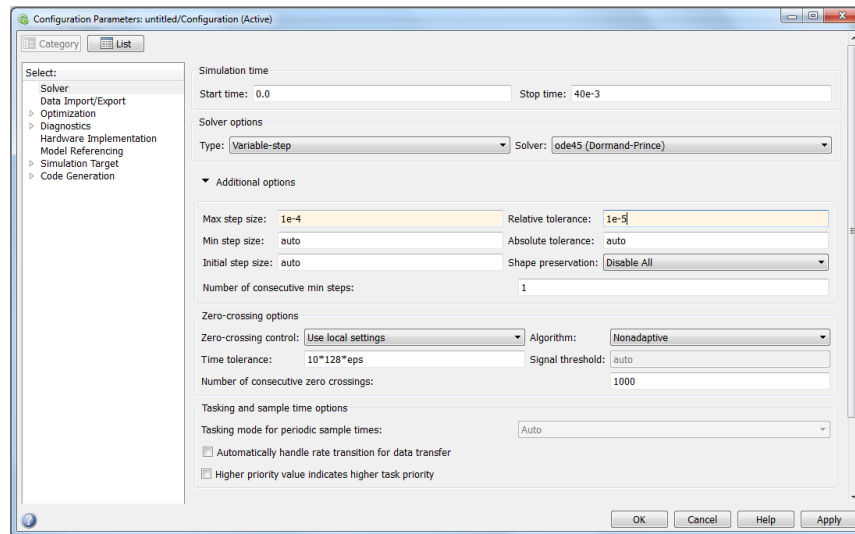 Configuration Parameters: untitled/Configuration (Active)
Category List
Select:
Solver
Data Import/Export
Optimization
Diagnostics
Hardware Implementation
Model Referencing
Simulation Target
Code Generation
Simulation time
Start time: 0.0 Stop time: 40e-3
Solver options
Type: Variable-step Solver: ode45 (Dormand-Prince)
Additional options
Max step size: 1e-4 Relative tolerance: 1e-5
Min step size: auto Absolute tolerance: auto
Initial step size: auto Shape preservation: Disable All
Number of consecutive min steps: 1
Zero-crossing options
Zero-crossing control: Use local settings Algorithm: Nonadaptive
Time tolerance: 10*128*eps Signal threshold: auto
Number of consecutive zero crossings: 1000
Tasking and sample time options
Tasking mode for periodic sample times: Auto
Automatically handle rate transition for data transfer
Higher priority value indicates higher task priority
OK Cancel Help Apply